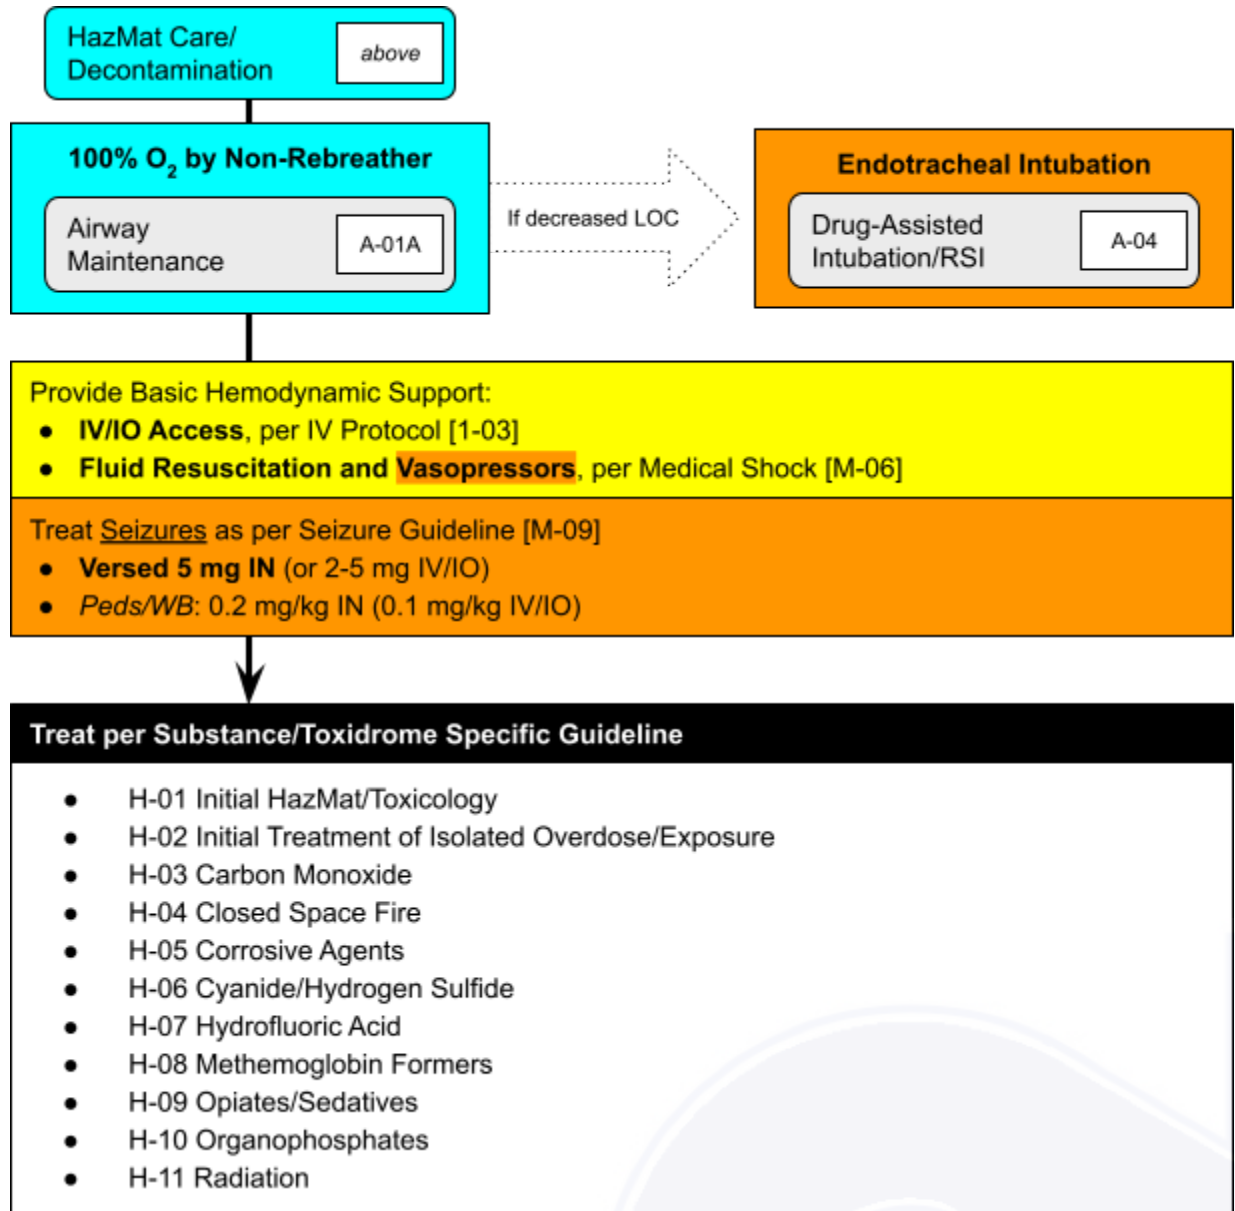 HazMat Care/
Decontamination
above
100% O2 by Non-Rebreather
Airway
Maintenance
A-01A
If decreased LOC
Endotracheal Intubation
Drug-Assisted
Intubation/RSI
A-04
Provide Basic Hemodynamic Support:
● IV/IO Access, per IV Protocol [1-03]
● Fluid Resuscitation and Vasopressors, per Medical Shock [M-06]
Treat Seizures as per Seizure Guideline [M-09]
● Versed 5 mg IN (or 2-5 mg IV/IO)
● Peds/WB: 0.2 mg/kg IN (0.1 mg/kg IV/IO)
Treat per Substance/Toxidrome Specific Guideline
● H-01 Initial HazMat/Toxicology
● H-02 Initial Treatment of Isolated Overdose/Exposure
● H-03 Carbon Monoxide
● H-04 Closed Space Fire
● H-05 Corrosive Agents
● H-06 Cyanide/Hydrogen Sulfide
● H-07 Hydrofluoric Acid
● H-08 Methemoglobin Formers
● H-09 Opiates/Sedatives
● H-10 Organophosphates
● H-11 Radiation